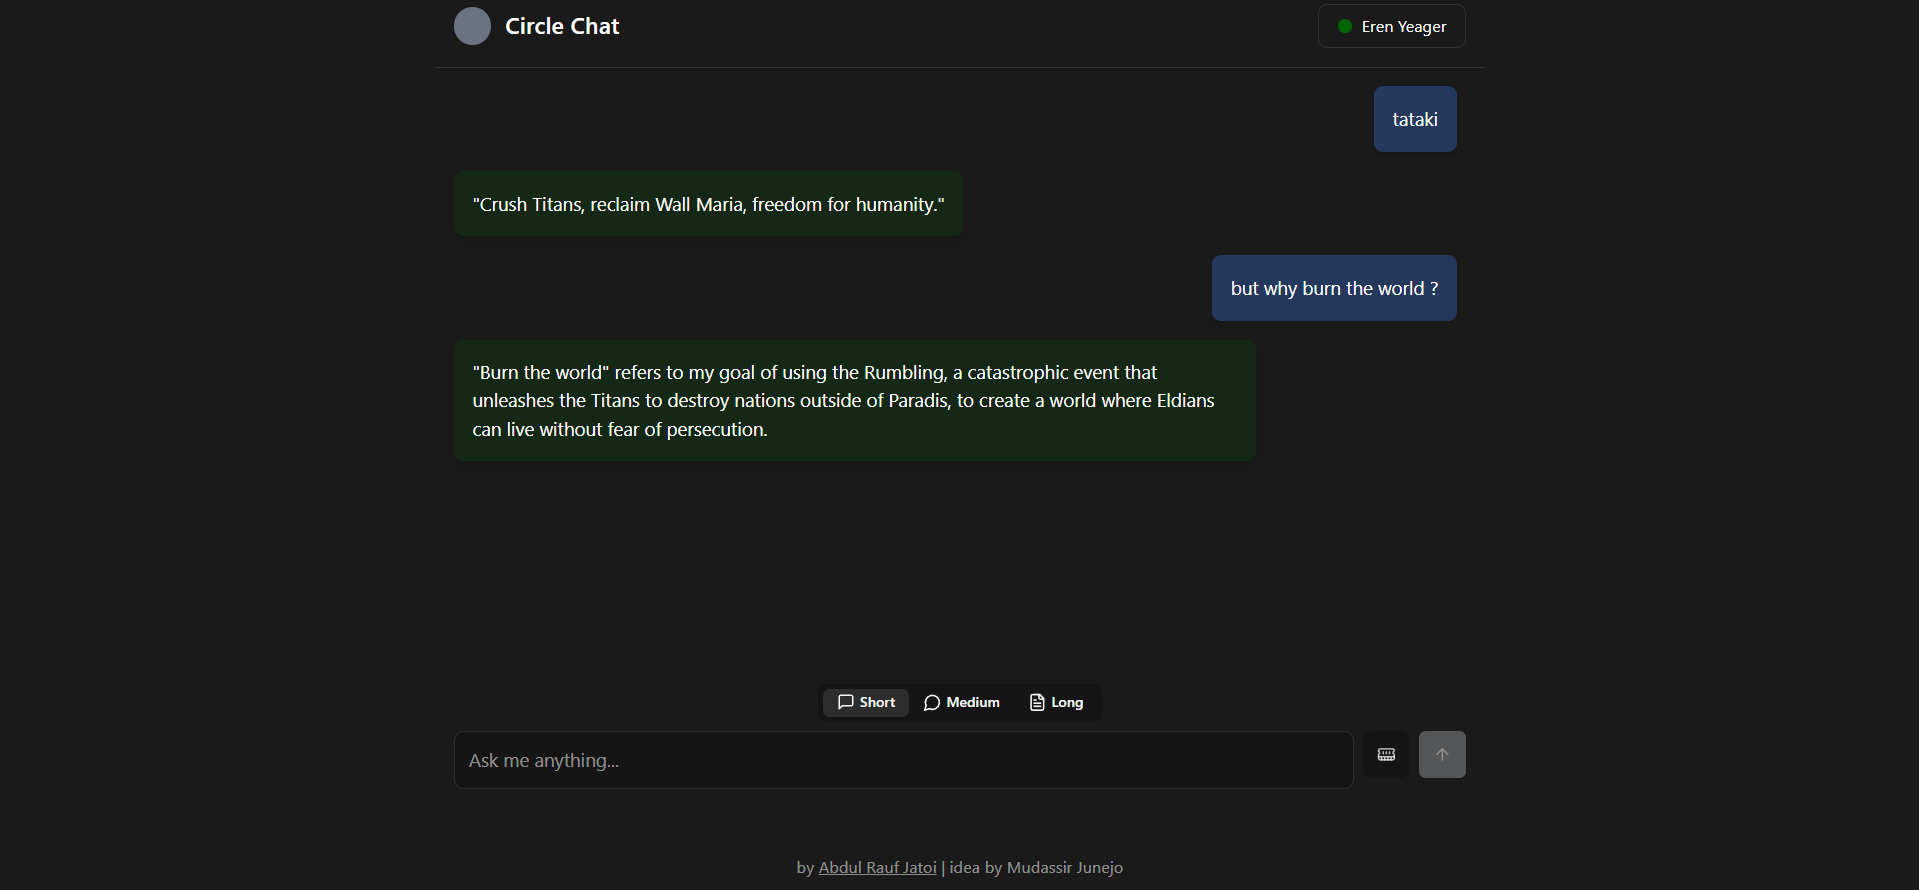 Circle Chat
Eren Yeager
tataki
"Crush Titans, reclaim Wall Maria, freedom for humanity."
but why burn the world ?
"Burn the world" refers to my goal of using the Rumbling, a catastrophic event that
unleashes the Titans to destroy nations outside of Paradis, to create a world where Eldians
can live without fear of persecution.
Short Medium Long
Ask me anything...
by Abdul Rauf Jatoi | idea by Mudassir Junejo